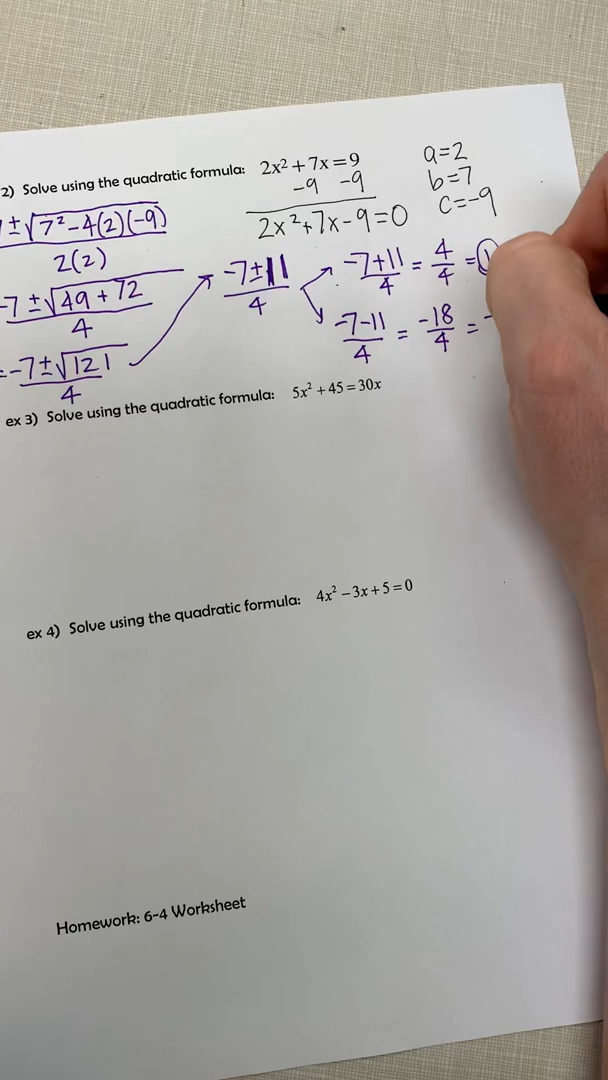 2) Solve using the quadratic formula: 2x² + 7x = 9
-9 -9
2x²+7x-9=0
a=2
b=7
c=-9
±√7²-4(2)(-9)
2(2)
-7 ±√49 + 72
4
=-7±√121
4
-7±11
4
-7+11 = 4 =1
4 4
-7-11 = -18 = -
4 4
ex 3) Solve using the quadratic formula: 5x² + 45 = 30x
ex 4) Solve using the quadratic formula: 4x² − 3x + 5 = 0
Homework: 6-4 Worksheet